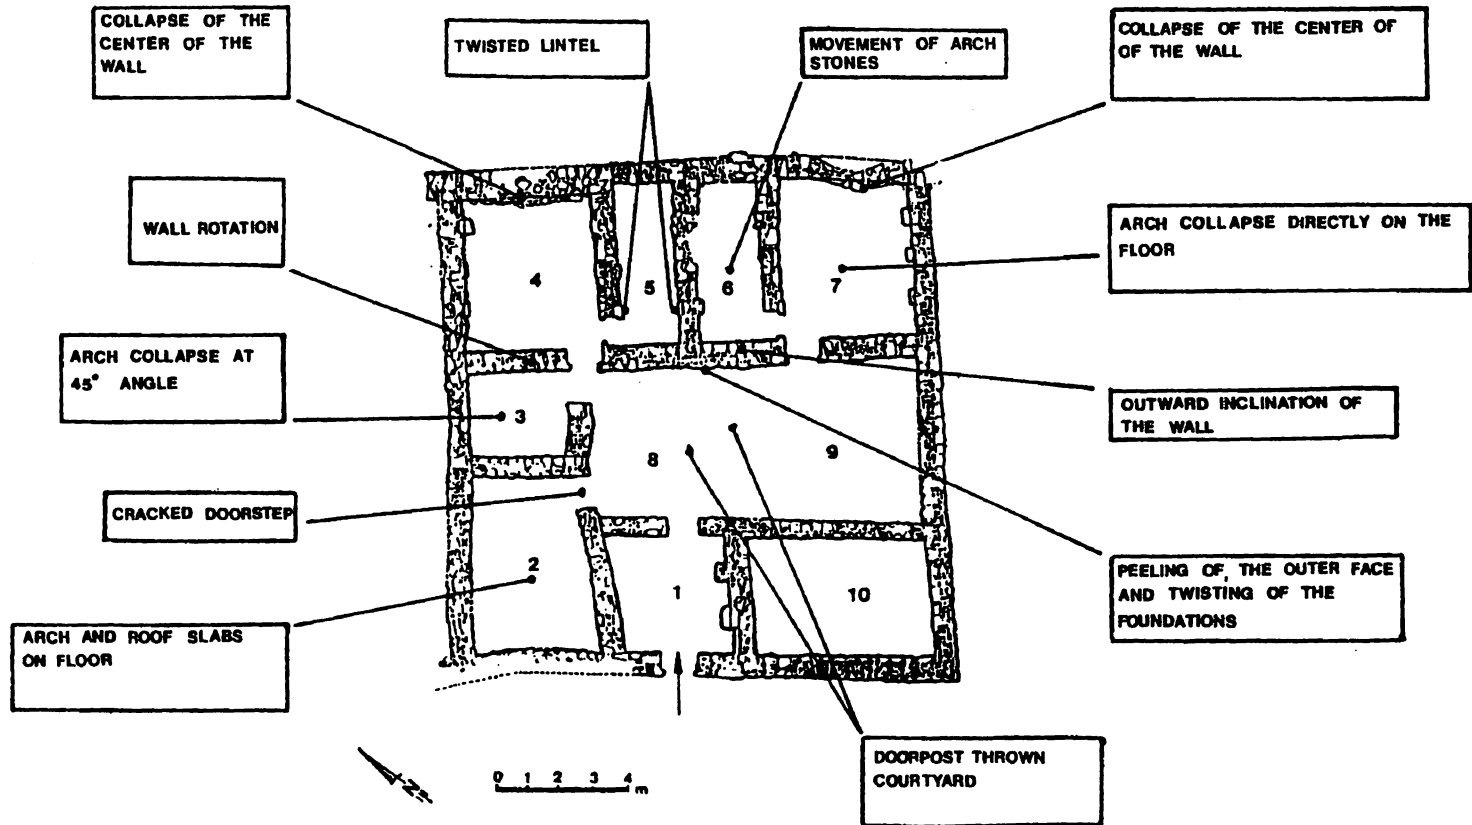 COLLAPSE OF THE
CENTER OF THE
WALL
TWISTED LINTEL
MOVEMENT OF ARCH
STONES
COLLAPSE OF THE CENTER OF
OF THE WALL
WALL ROTATION
ARCH COLLAPSE DIRECTLY ON THE
FLOOR
4
5
6
7
ARCH COLLAPSE AT
45° ANGLE
3
OUTWARD INCLINATION OF
THE WALL
8
9
CRACKED DOORSTEP
2
1
10
PEELING OF, THE OUTER FACE
AND TWISTING OF THE
FOUNDATIONS
ARCH AND ROOF SLABS
ON FLOOR
DOORPOST THROWN
COURTYARD
N
0 1 2 3 4
m